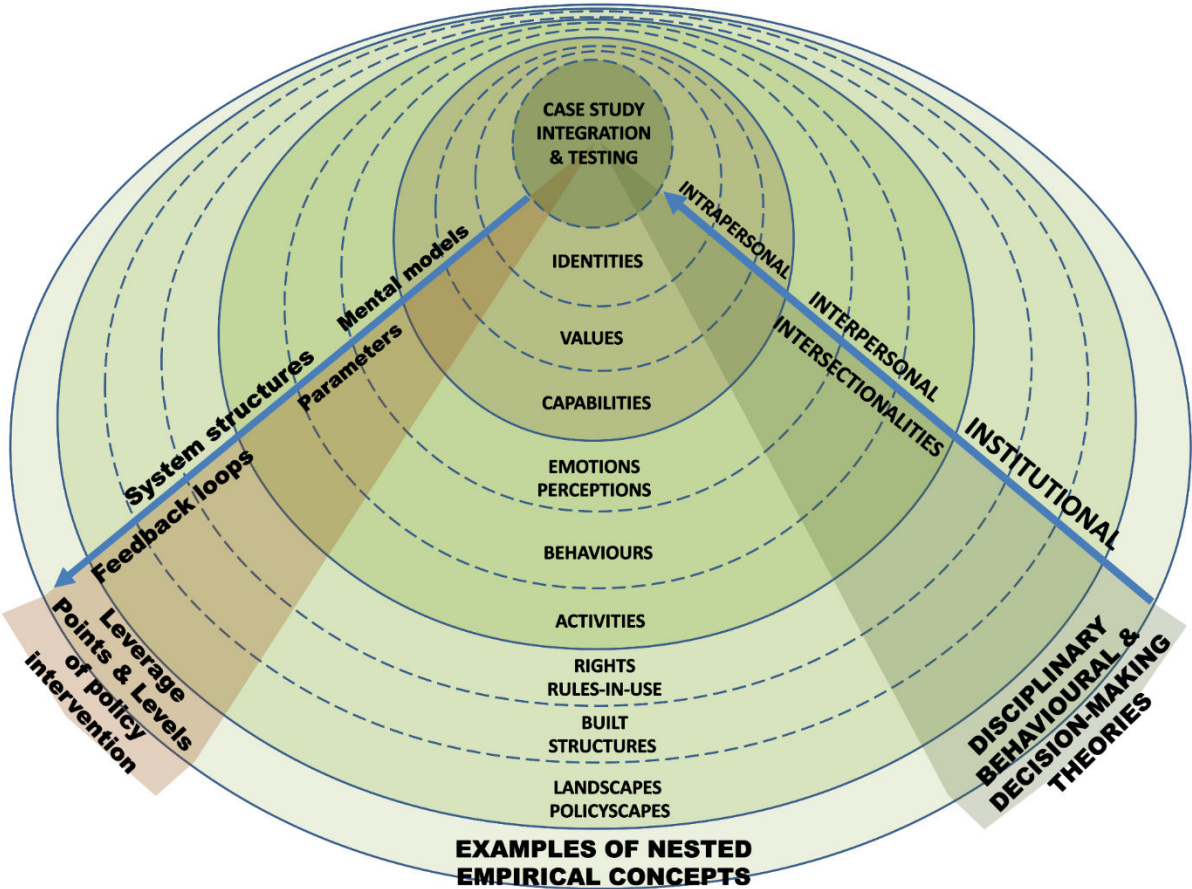 CASE STUDY
INTEGRATION
& TESTING
IDENTITIES
VALUES
CAPABILITIES
EMOTIONS
PERCEPTIONS
BEHAVIOURS
ACTIVITIES
RIGHTS
RULES-IN-USE
BUILT
STRUCTURES
LANDSCAPES
POLICYSCAPES
EXAMPLES OF NESTED
EMPIRICAL CONCEPTS
Mental models
Parameters
System structures
Feedback loops
Leverage
Points & Levels
of policy
intervention
INTRAPERSONAL
INTERPERSONAL
INTERSECTIONALITIES
INSTITUTIONAL
DISCIPLINARY
BEHAVIOURAL &
DECISION-MAKING
THEORIES